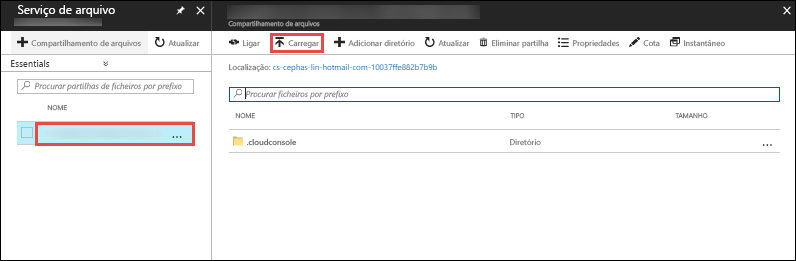 Serviço de arquivo
Compartilhamento de arquivos
Atualizar
Essentials
Procurar partilhas de ficheiros por prefixo
NOME
...
Compartilhamento de arquivos
Ligar
Carregar
Adicionar diretório
Atualizar
Eliminar partilha
Propriedades
Cota
Instantâneo
Localização: cs-cephas-lin-hotmail-com-10037ffe882b7b9b
Procurar ficheiros por prefixo
NOME TIPO TAMANHO
.cloudconsole Diretório ...